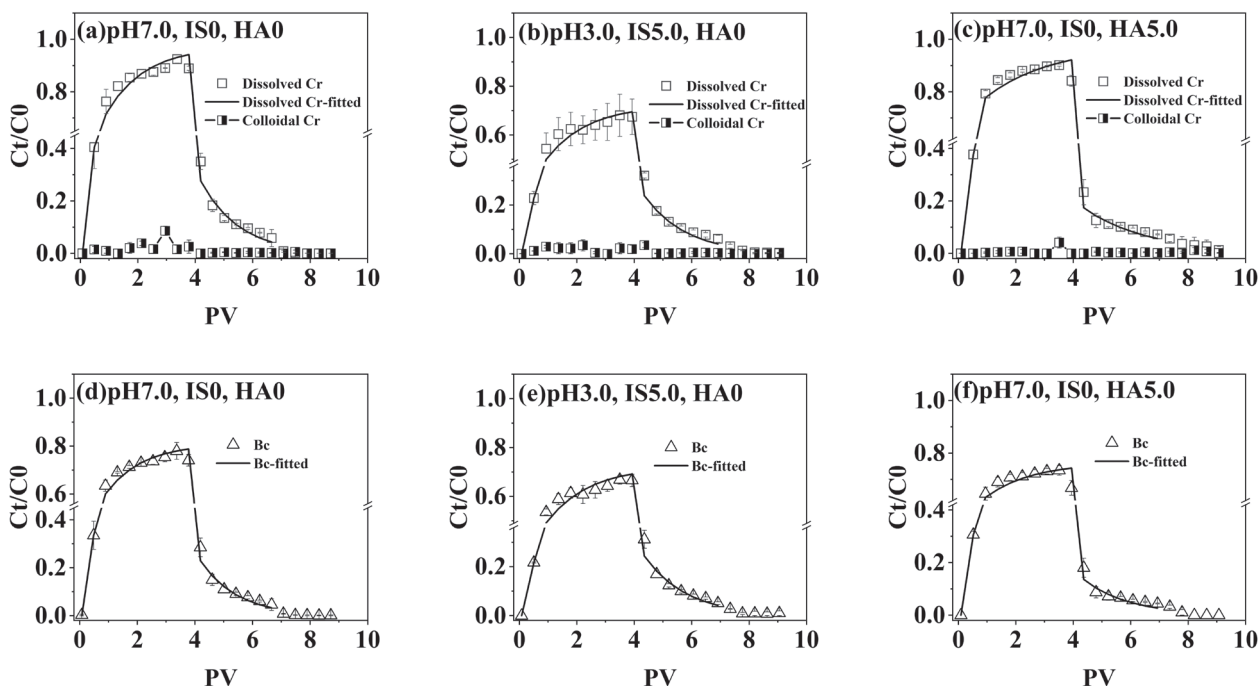 (a)pH7.0, IS0, HA0
1.0
0.8
0.6
0.4
0.2
0.0
Ct/C0
Dissolved Cr
Dissolved Cr-fitted
Colloidal Cr
0 2 4 6 8 10
PV
(b)pH3.0, IS5.0, HA0
1.0
0.8
0.6
0.4
0.2
0.0
Ct/C0
Dissolved Cr
Dissolved Cr-fitted
Colloidal Cr
0 2 4 6 8 10
PV
(c)pH7.0, IS0, HA5.0
1.0
0.8
0.4
0.2
0.0
Ct/C0
Dissolved Cr
Dissolved Cr-fitted
Colloidal Cr
0 2 4 6 8 10
PV
(d)pH7.0, IS0, HA0
1.0
0.8
0.6
0.4
0.2
0.0
Ct/C0
Bc
Bc-fitted
0 2 4 6 8 10
PV
(e)pH3.0, IS5.0, HA0
1.0
0.8
0.6
0.2
0.0
Ct/C0
Bc
Bc-fitted
0 2 4 6 8 10
PV
(f)pH7.0, IS0, HA5.0
1.0
0.8
0.4
0.2
0.0
Ct/C0
Bc
Bc-fitted
0 2 4 6 8 10
PV